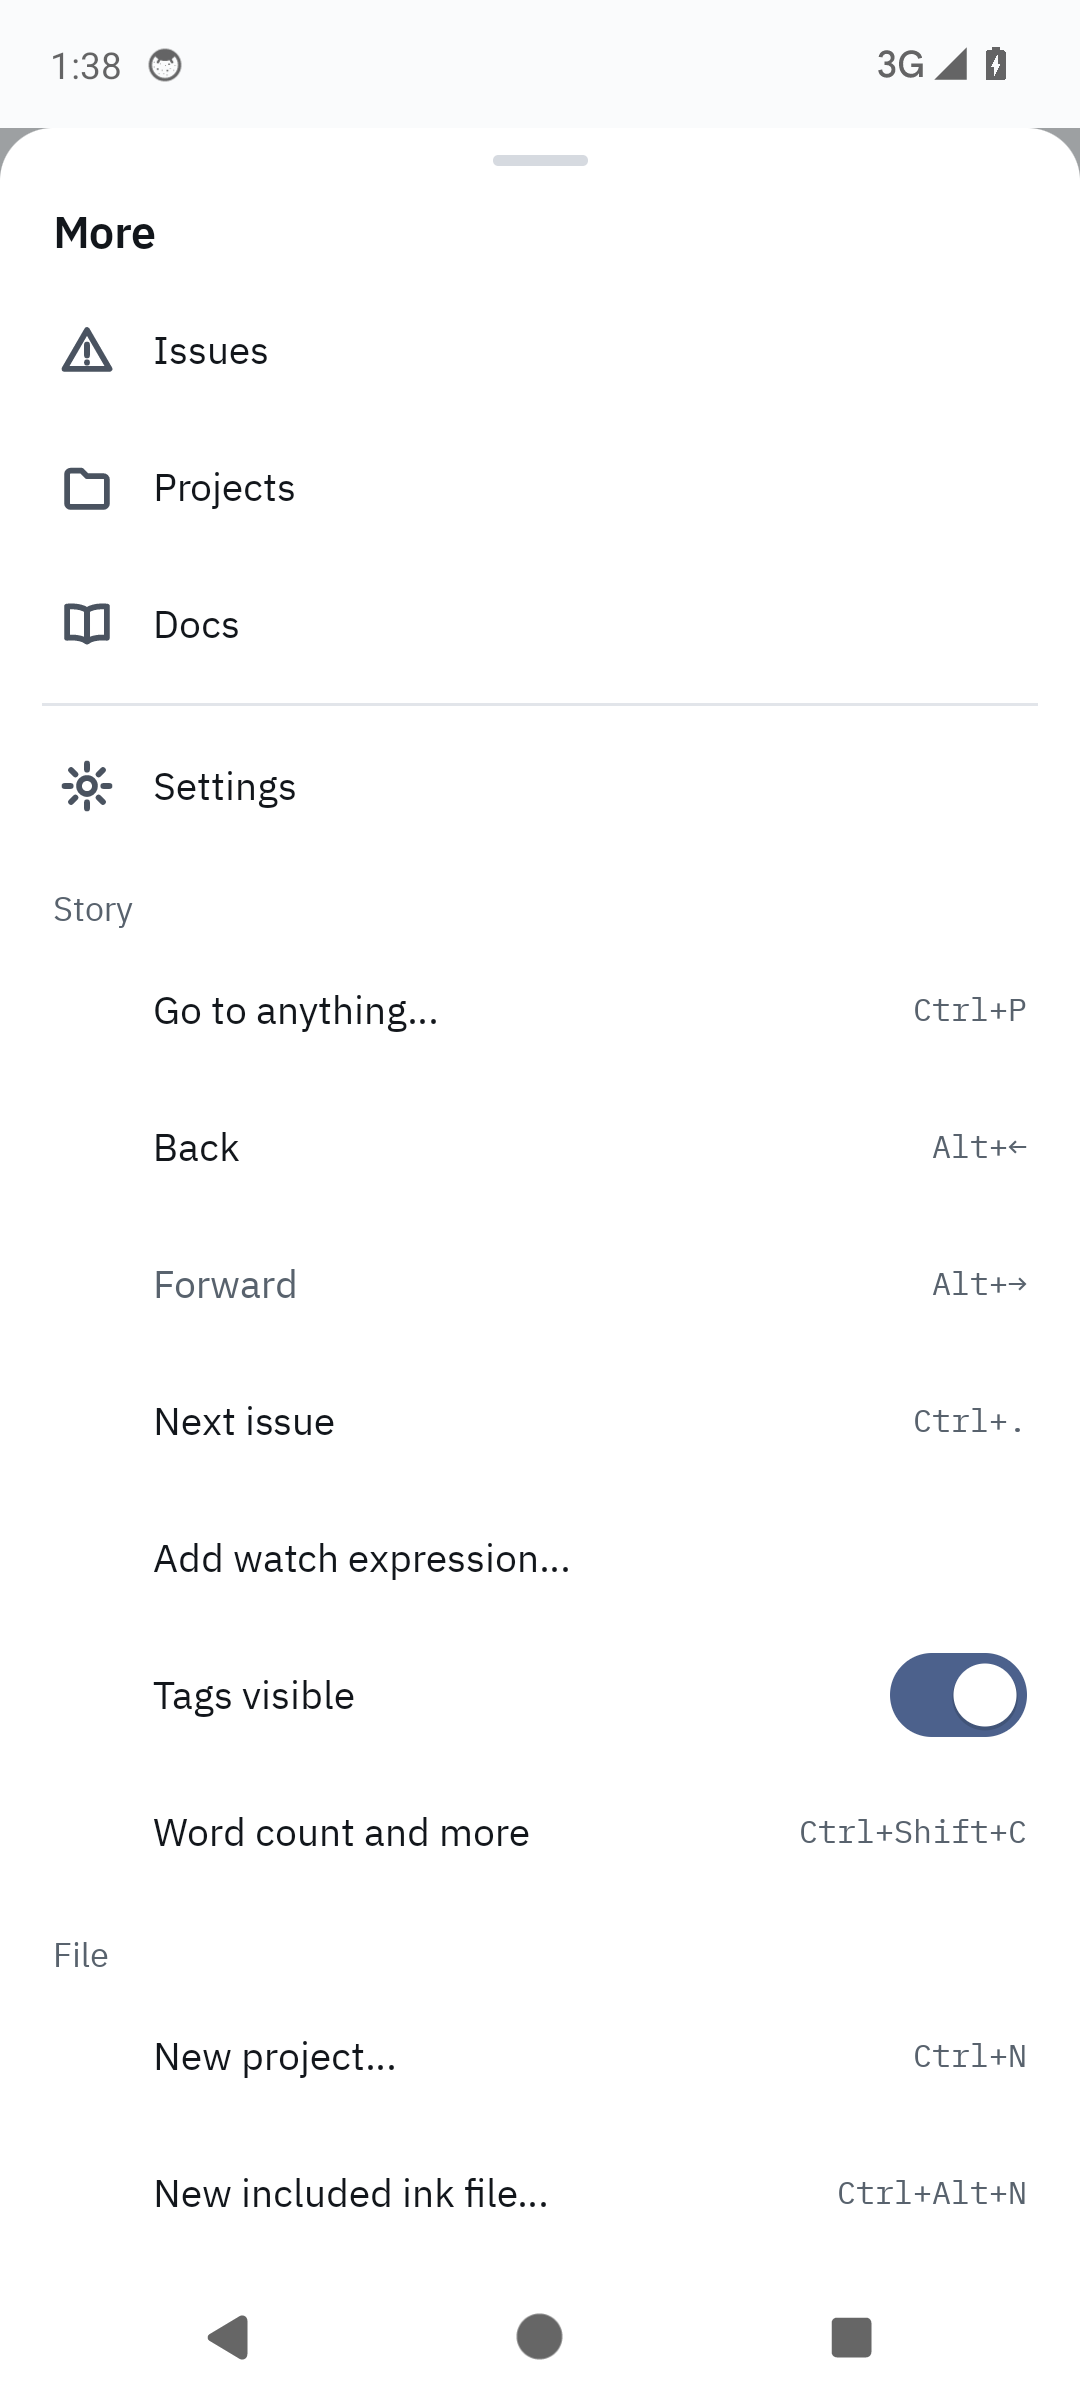 1:38
3G
More
Issues
Projects
Docs
Settings
Story
Go to anything... Ctrl+P
Back Alt+←
Forward Alt+→
Next issue Ctrl+.
Add watch expression...
Tags visible
Word count and more Ctrl+Shift+C
File
New project... Ctrl+N
New included ink file... Ctrl+Alt+N